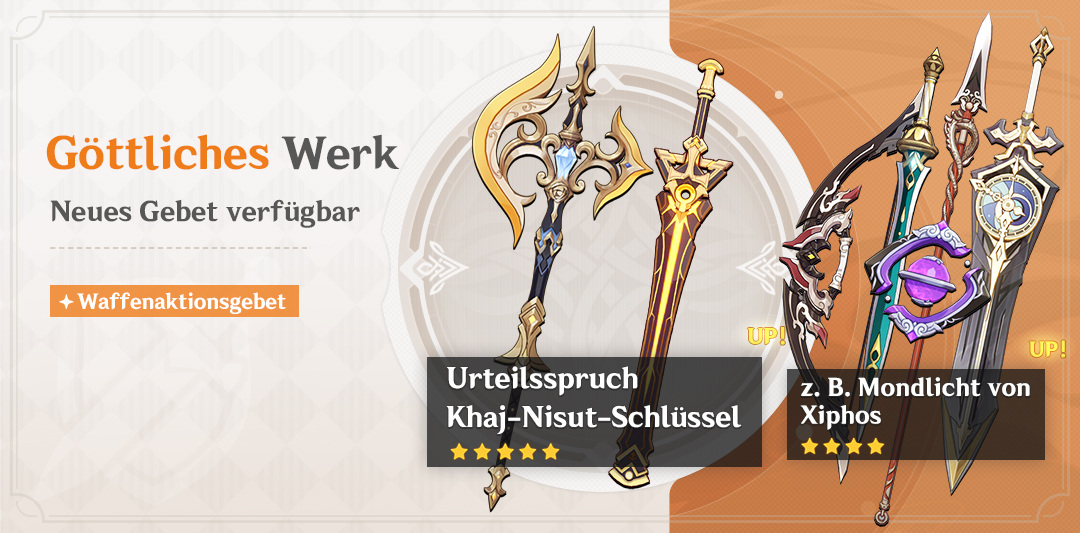 Göttliches Werk
Neues Gebet verfügbar
Waffenaktionsgebet
UP!
Urteilsspruch
Khaj-Nisut-Schlüssel
UP!
z. B. Mondlicht von
Xiphos